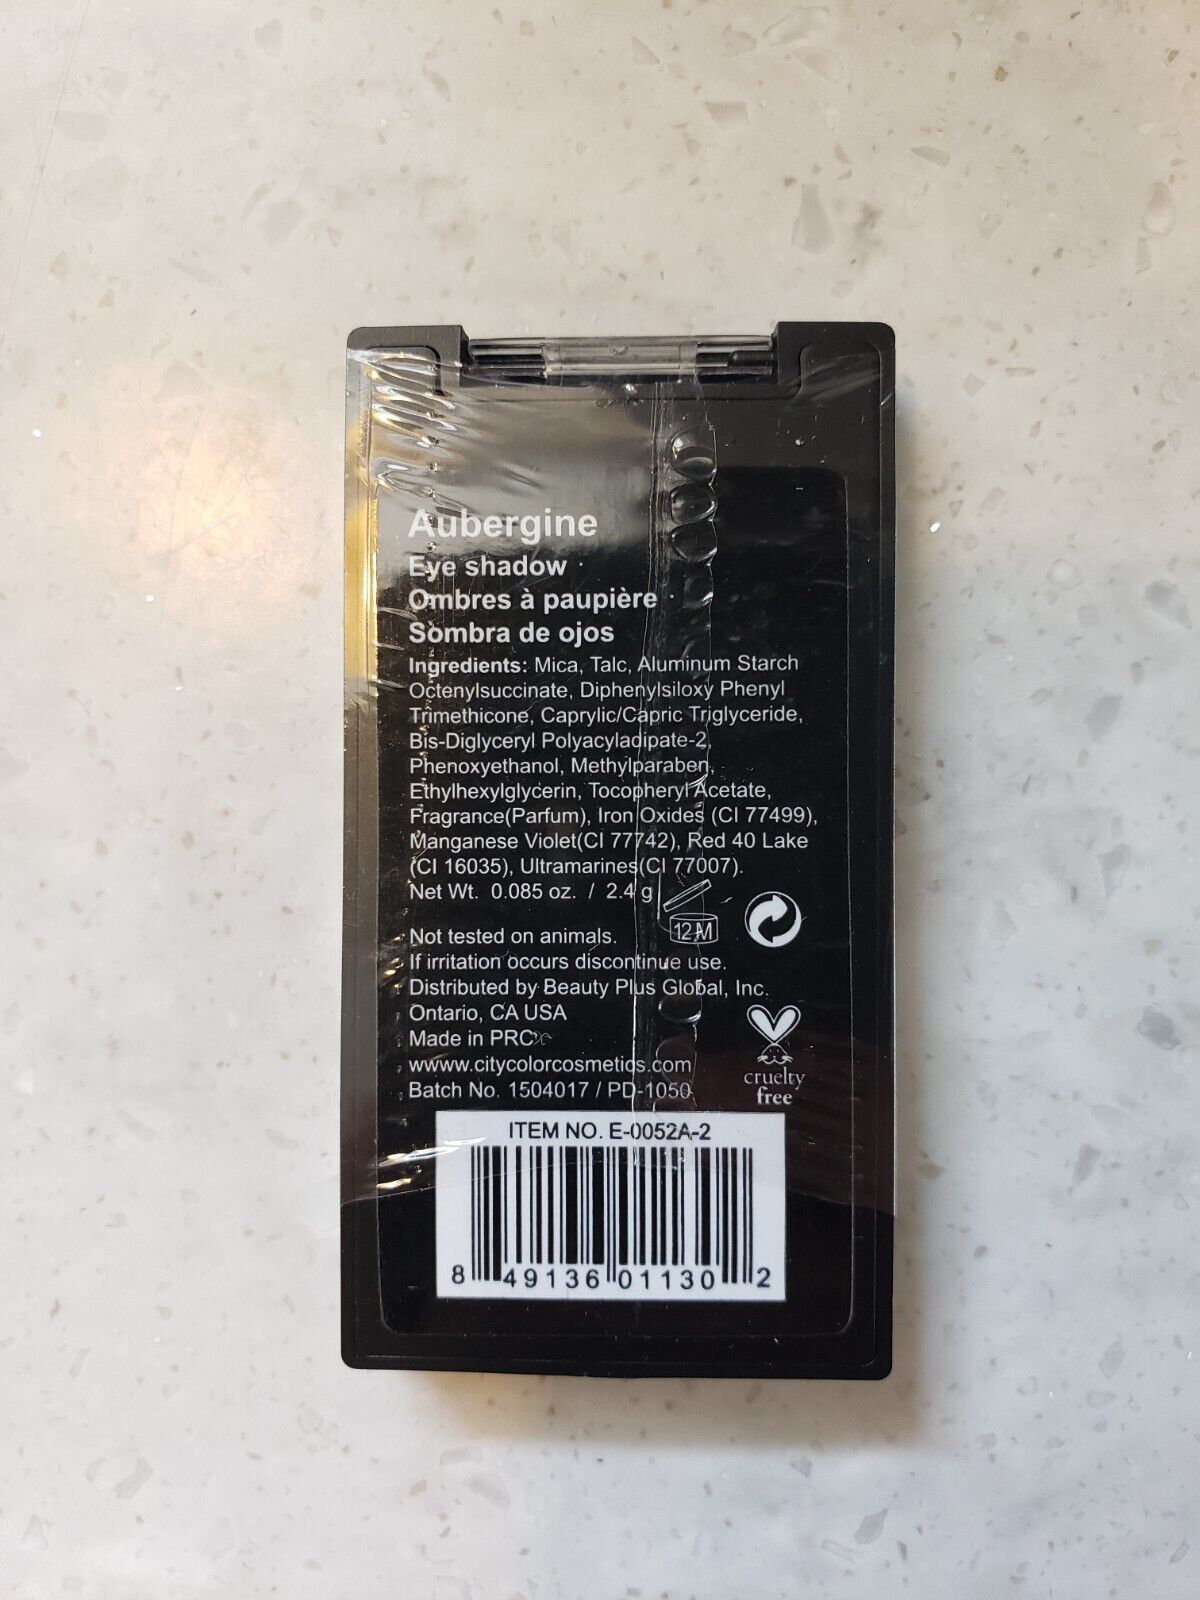 Aubergine
Eye shadow ·
Ombres à paupière ·
Sombra de ojos
Ingredients: Mica, Talc, Aluminum Starch
Octenylsuccinate, Diphenylsiloxy Phenyl
Trimethicone, Caprylic/Capric Triglyceride,
Bis-Diglyceryl Polyacyladipate-2,
Phenoxyethanol, Methylparaben,
Ethylhexylglycerin, Tocopheryl Acetate,
Fragrance(Parfum), Iron Oxides (CI 77499),
Manganese Violet(CI 77742), Red 40 Lake
(CI 16035), Ultramarines(CI 77007).
Net Wt. 0.085 oz. / 2.4 g
12 M
Not tested on animals.
If irritation occurs discontinue use.
Distributed by Beauty Plus Global, Inc.
Ontario, CA USA
Made in PRC
wwww.citycolorcosmetics.com
Batch No. 1504017 / PD-1050
cruelty
free
ITEM NO. E-0052A-2
8 49136 01130 2